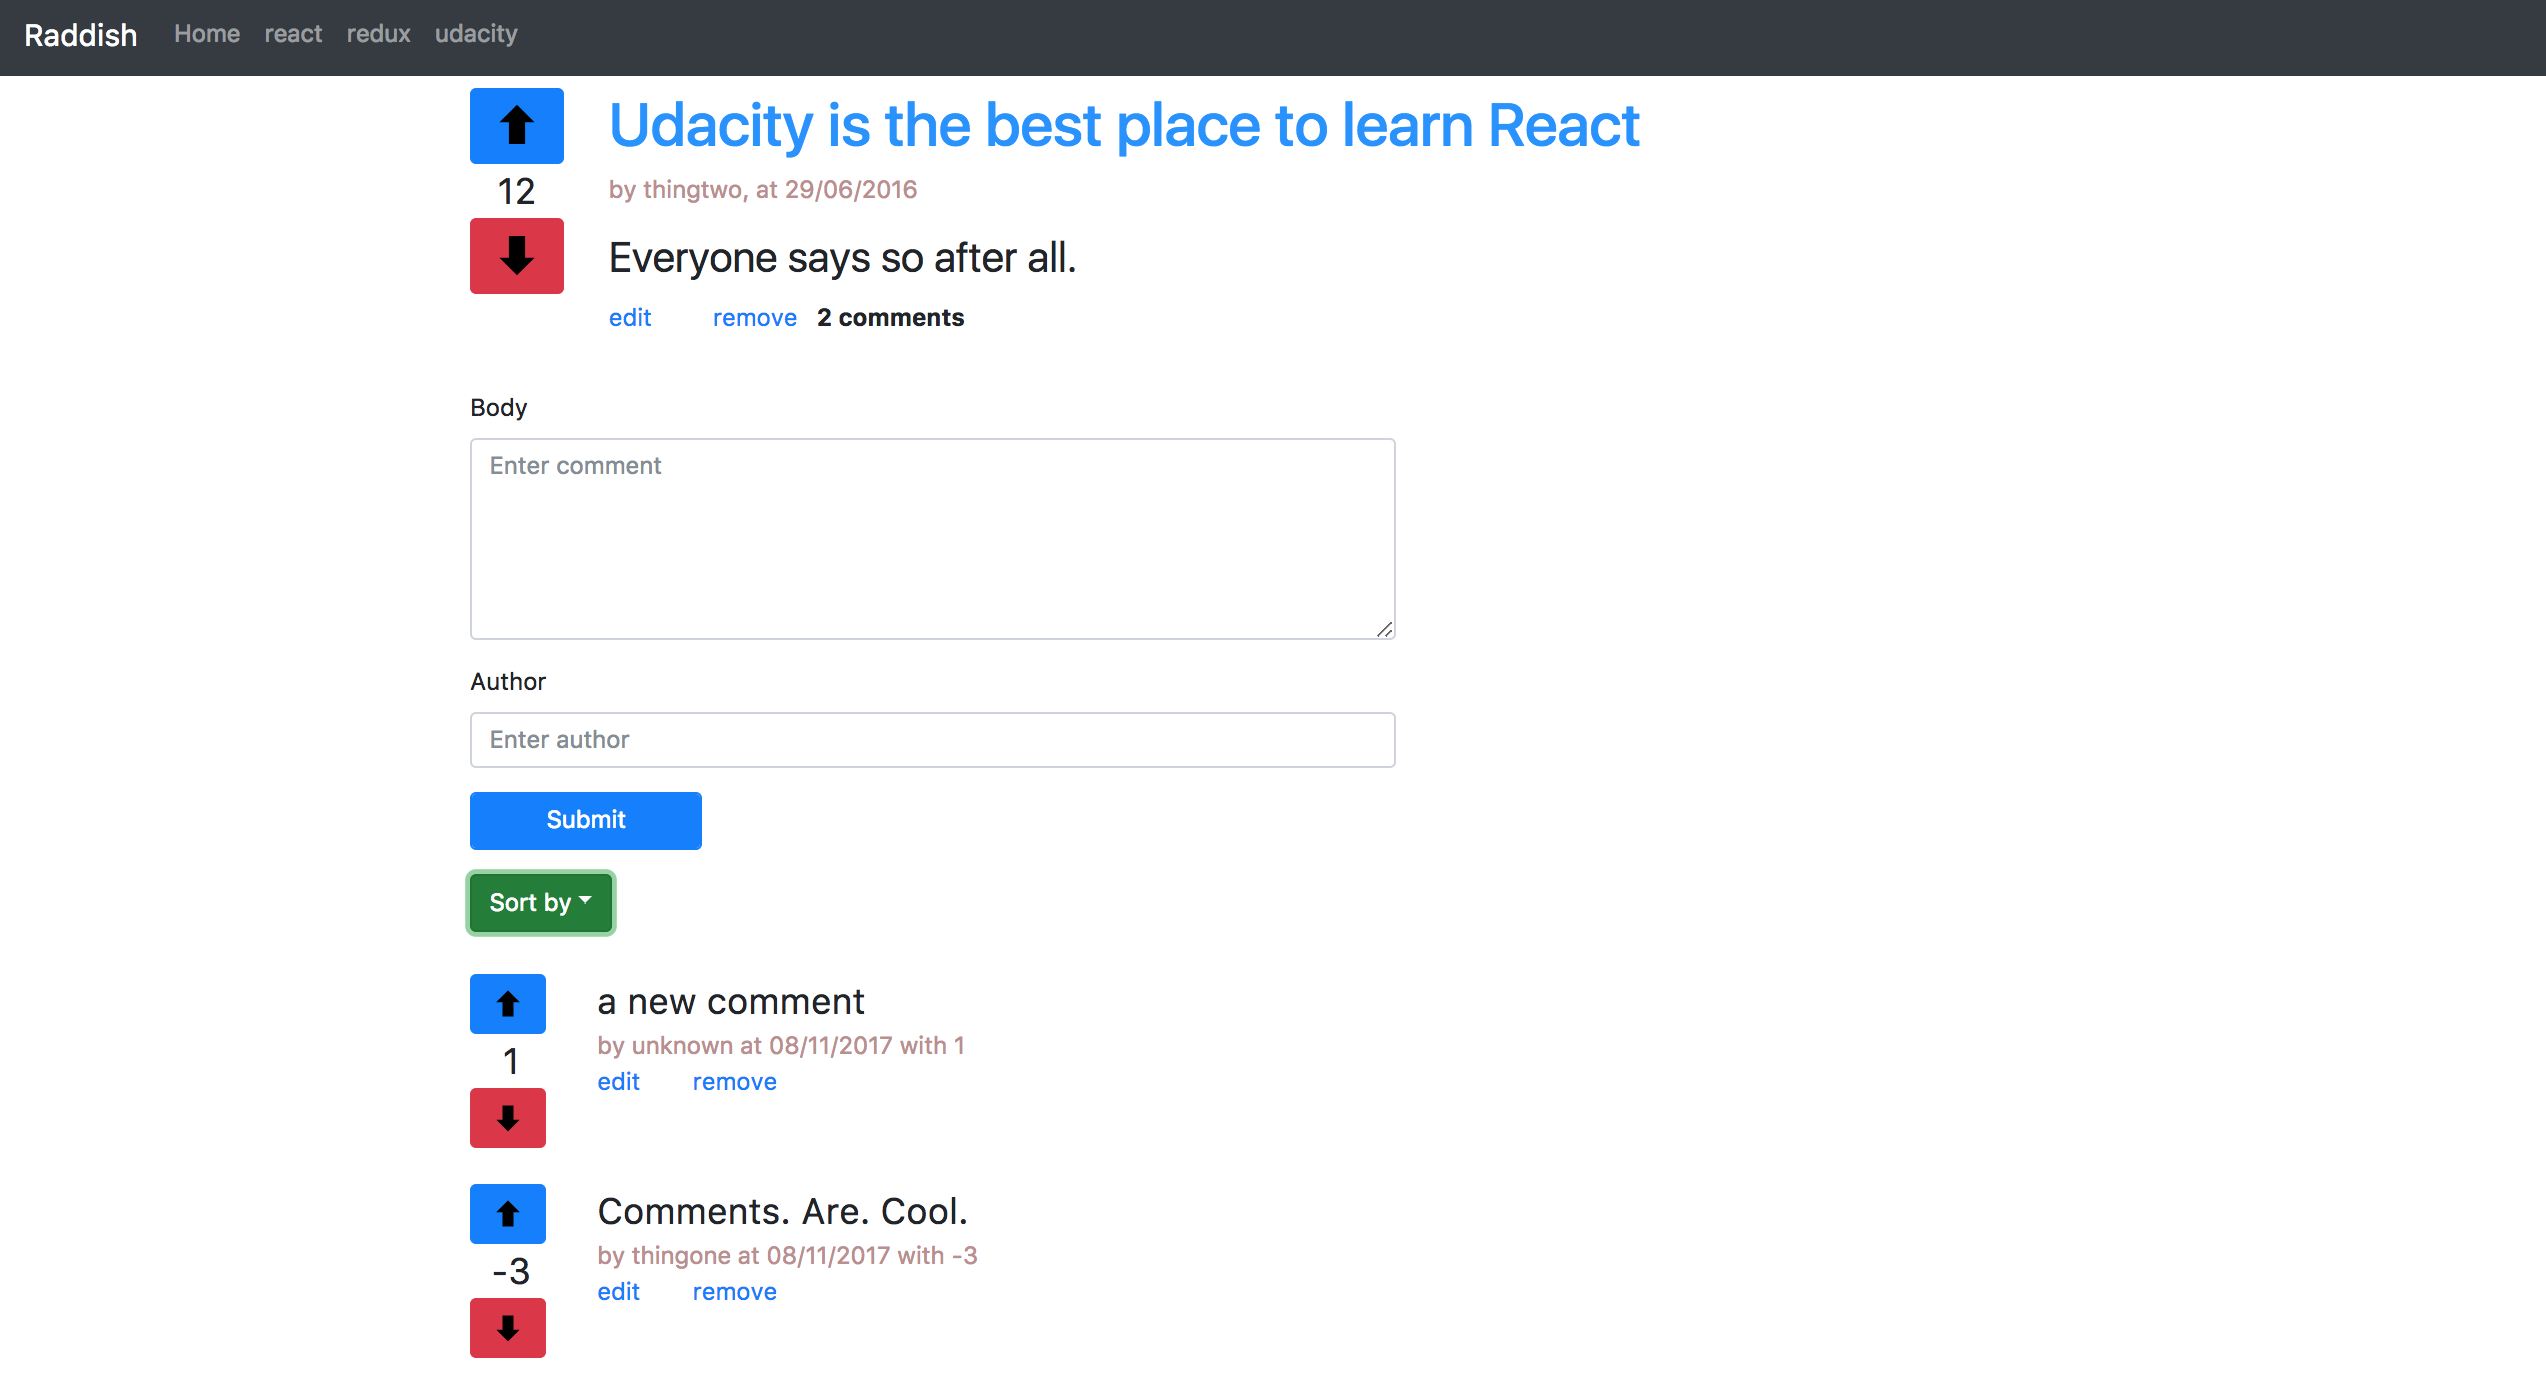 Raddish Home react redux udacity
Udacity is the best place to learn React
12
by thingtwo, at 29/06/2016
Everyone says so after all.
edit remove 2 comments
Body
Enter comment
Author
Enter author
Submit
Sort by
a new comment
by unknown at 08/11/2017 with 1
1
edit remove
Comments. Are. Cool.
by thingone at 08/11/2017 with -3
-3
edit remove